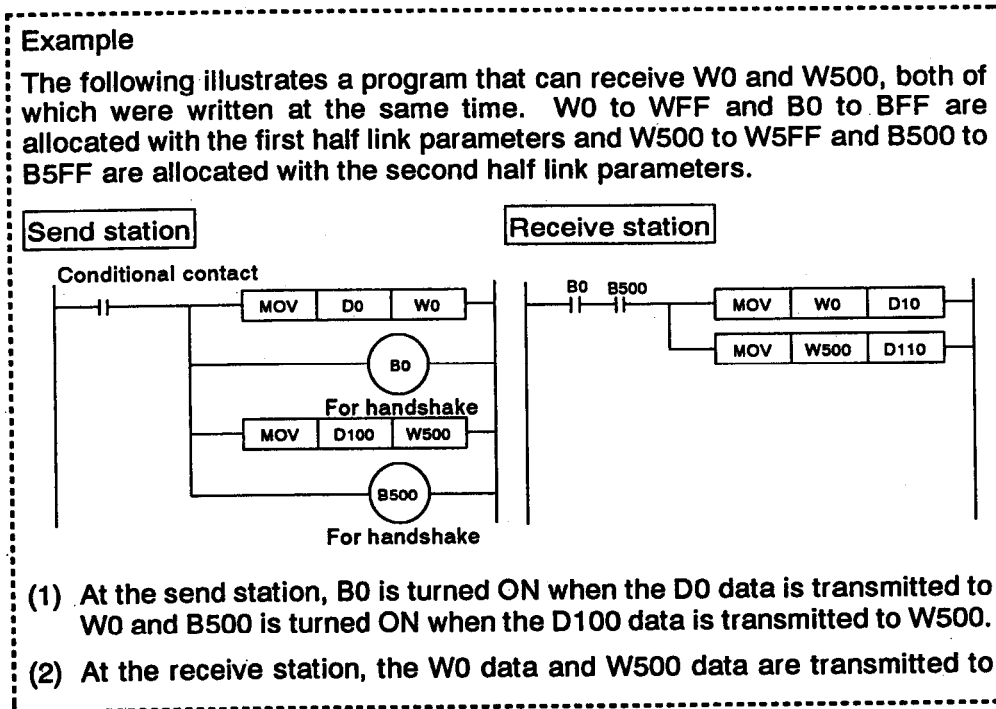 Example
The following illustrates a program that can receive W0 and W500, both of
which were written at the same time. W0 to WFF and B0 to BFF are
allocated with the first half link parameters and W500 to W5FF and B500 to
B5FF are allocated with the second half link parameters.
Send station
Receive station
Conditional contact
MOV D0 W0
B0
For handshake
MOV D100 W500
B500
For handshake
B0 B500
MOV W0 D10
MOV W500 D110
(1) At the send station, B0 is turned ON when the D0 data is transmitted to
W0 and B500 is turned ON when the D100 data is transmitted to W500.
(2) At the receive station, the W0 data and W500 data are transmitted to